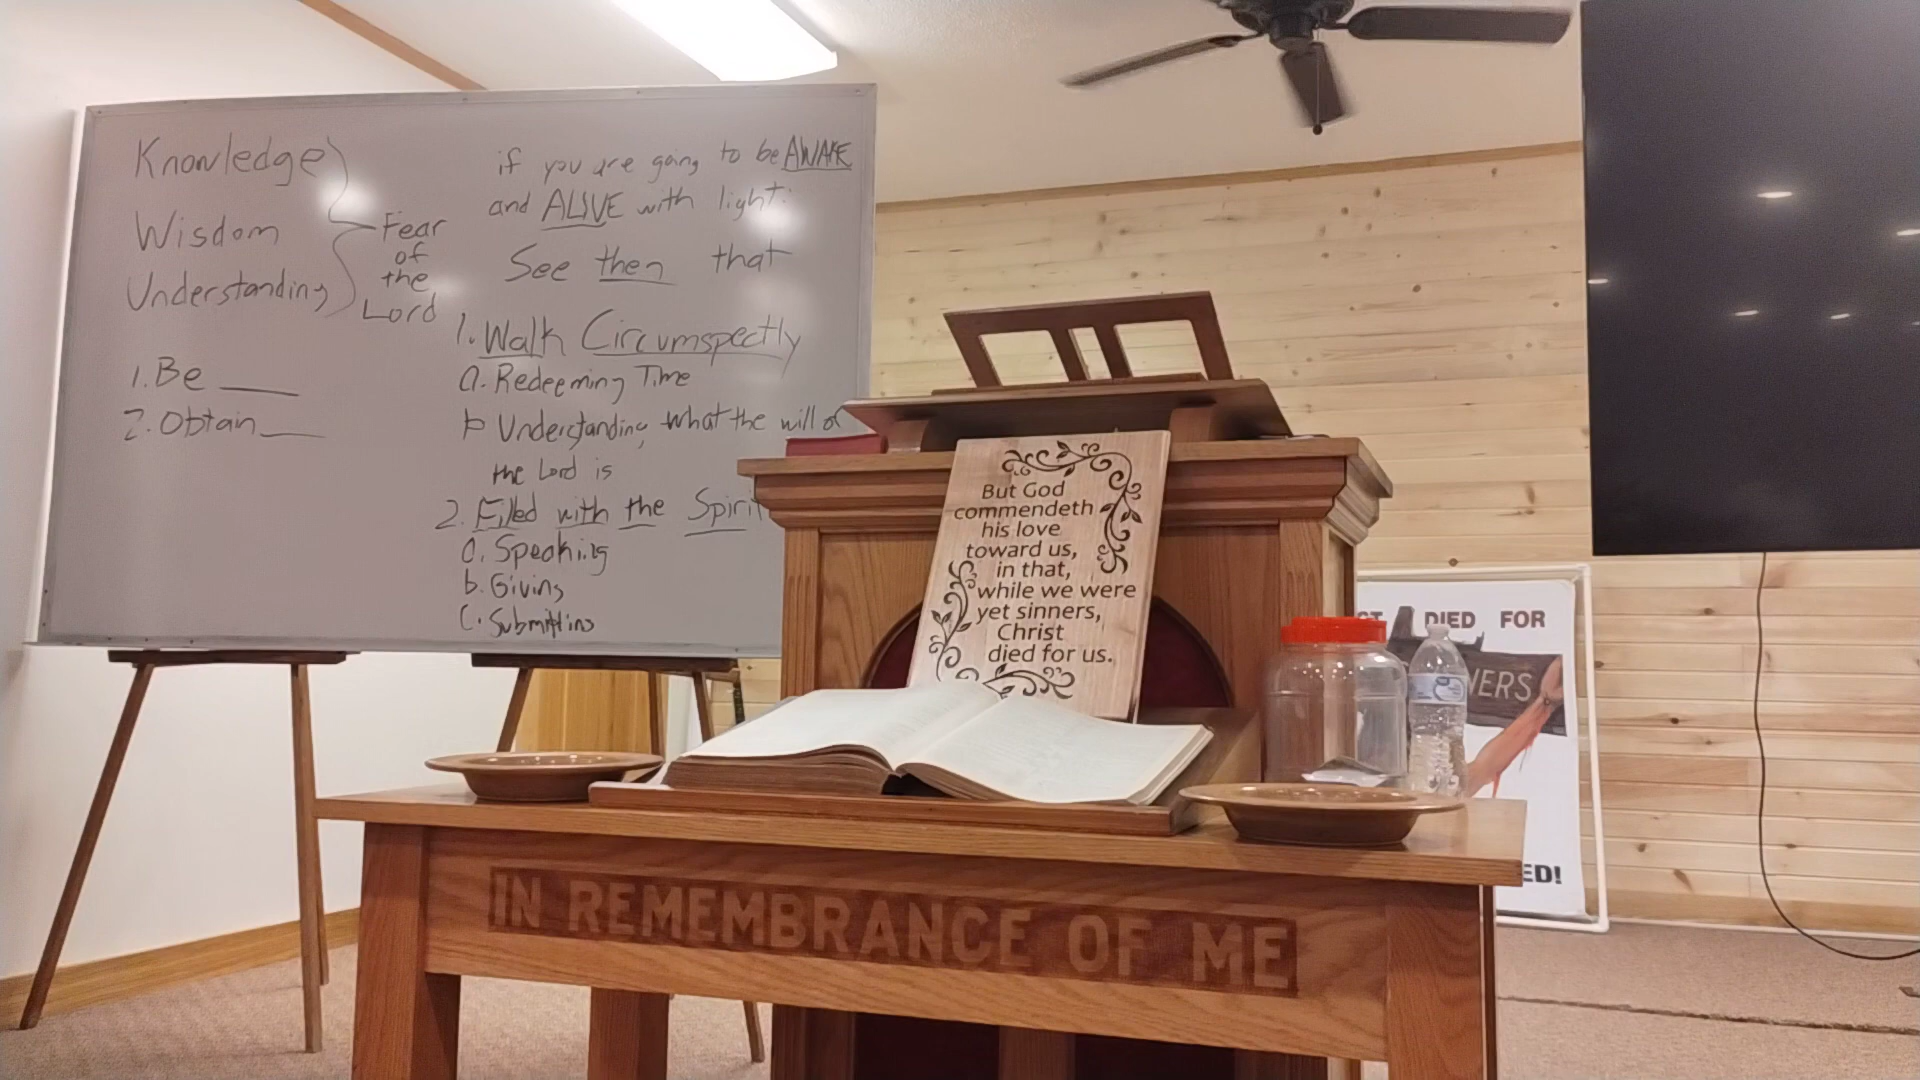 Knowledge
Wisdom
Understanding
Fear
of
the
Lord
1. Be ___
2. Obtain ___
if you are going to be AWAKE
and ALIVE with light:
See then that
1. Walk Circumspectly
a. Redeeming Time
b Understanding what the will of
the Lord is
2. Filled with the Spirit
a. Speaking
b. Giving
c. Submitting
But God
commendeth
his love
toward us,
in that,
while we were
yet sinners,
Christ
died for us.
DIED FOR
IN REMEMBRANCE OF ME